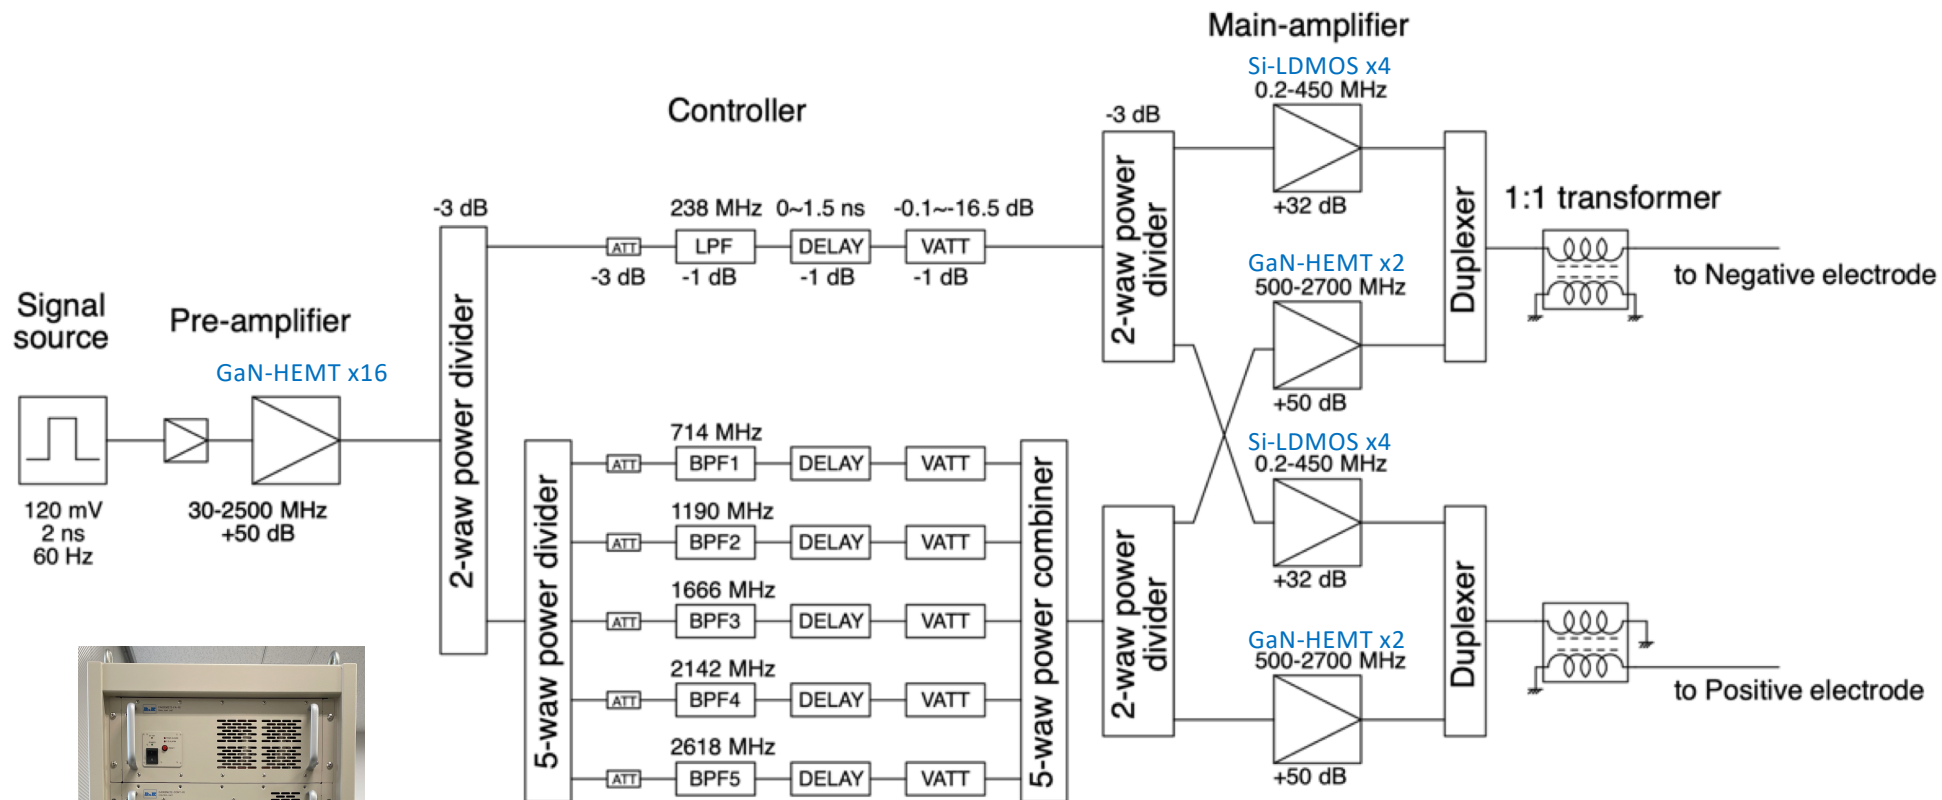 Main-amplifier
Si-LDMOS x4
0.2-450 MHz
Controller
-3 dB
-3 dB
238 MHz 0~1.5 ns -0.1~-16.5 dB
ATT LPF DELAY VATT
-3 dB -1 dB -1 dB -1 dB
2-waw power divider
+32 dB
1:1 transformer
GaN-HEMT x2
500-2700 MHz
Duplexer
to Negative electrode
+50 dB
Signal
source
Pre-amplifier
GaN-HEMT x16
120 mV
2 ns
60 Hz
30-2500 MHz
+50 dB
2-waw power divider
5-waw power divider
714 MHz
ATT BPF1 DELAY VATT
1190 MHz
ATT BPF2 DELAY VATT
1666 MHz
ATT BPF3 DELAY VATT
2142 MHz
ATT BPF4 DELAY VATT
2618 MHz
ATT BPF5 DELAY VATT
5-waw power combiner
2-waw power
divider
Si-LDMOS x4
0.2-450 MHz
+32 dB
GaN-HEMT x2
500-2700 MHz
+50 dB
Duplexer
to Positive electrode